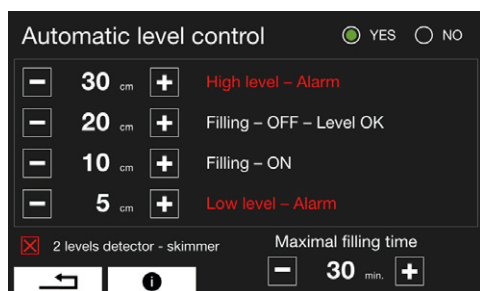 Automatic level control YES NO
30 cm High level – Alarm
20 cm Filling – OFF – Level OK
10 cm Filling – ON
5 cm Low level – Alarm
2 levels detector - skimmer
Maximal filling time
30 min.